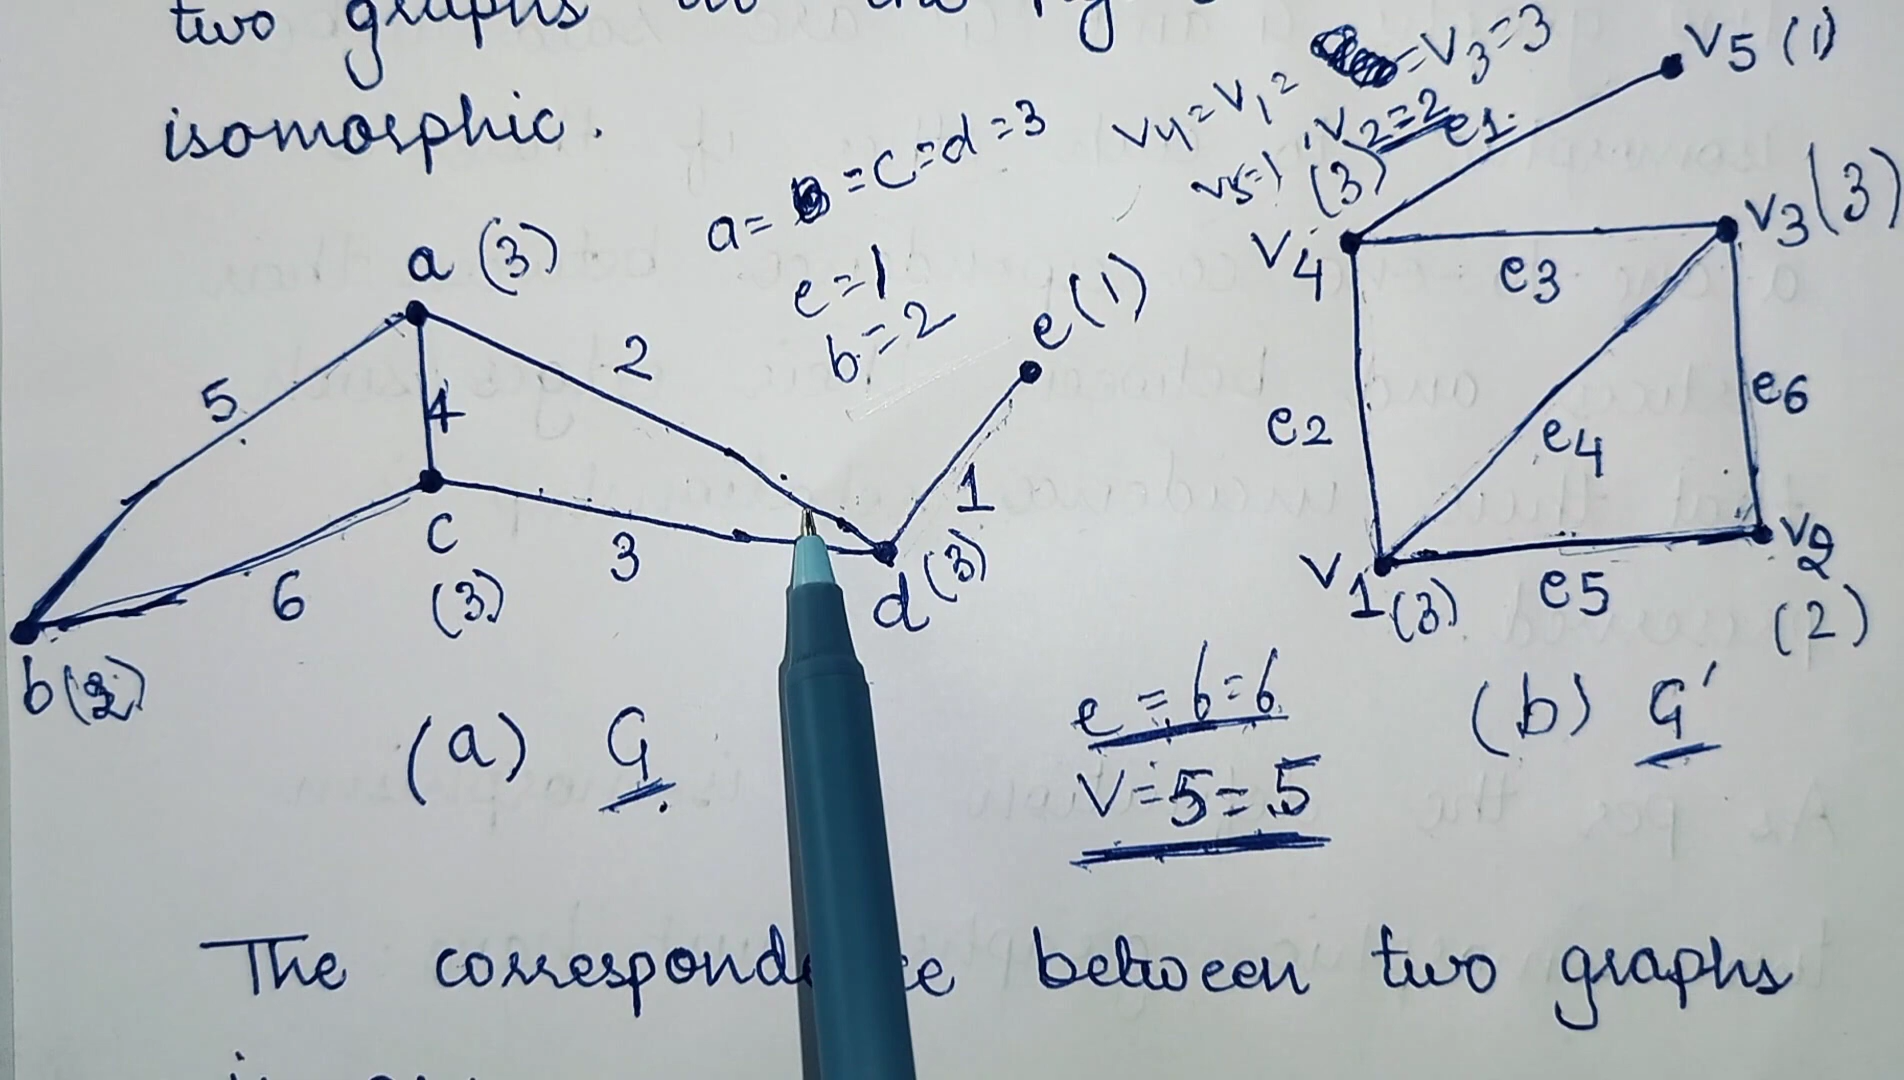 two graphs
isomorphic.
a = = c = d = 3
e = 1
b = 2
v4 = v1 = v3 = 3
v2 = 2
v5 = 1
a (3)
b (2)
c
(3)
d (3)
e (1)
5
4
2
6
3
1
v5 (1)
e1
(3)
v4
v3 (3)
e3
e2
e4
e6
v1 (3)
e5
v2
(2)
(a) G
e = 6 = 6
v = 5 = 5
(b) G'
The between two graphs